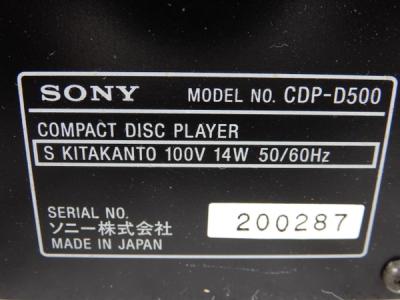 SONY MODEL NO. CDP-D500
COMPACT DISC PLAYER
S KITAKANTO 100V 14W 50/60Hz
SERIAL NO.
ソニー株式会社 200287
MADE IN JAPAN